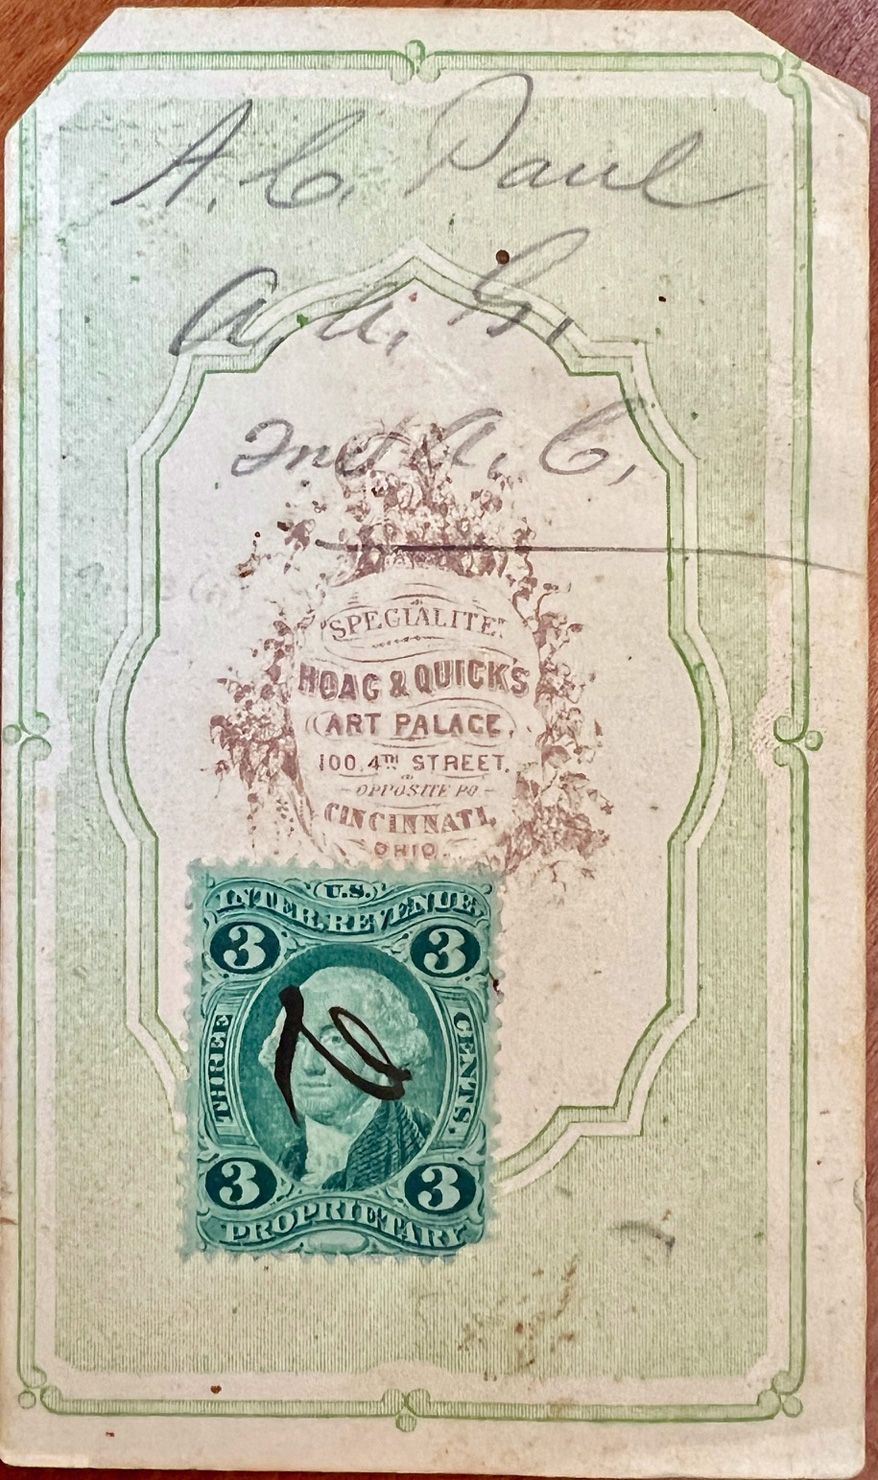 A. C. Paul
A. A. G.
2nd A. C.
SPECIALITE.
HOAG & QUICK'S
ART PALACE,
100. 4TH STREET.
OPPOSITE PO
CINCINNATI,
OHIO.
U.S.
INTER. REVENUE
3 3
THREE CENTS.
3 3
PROPRIETARY